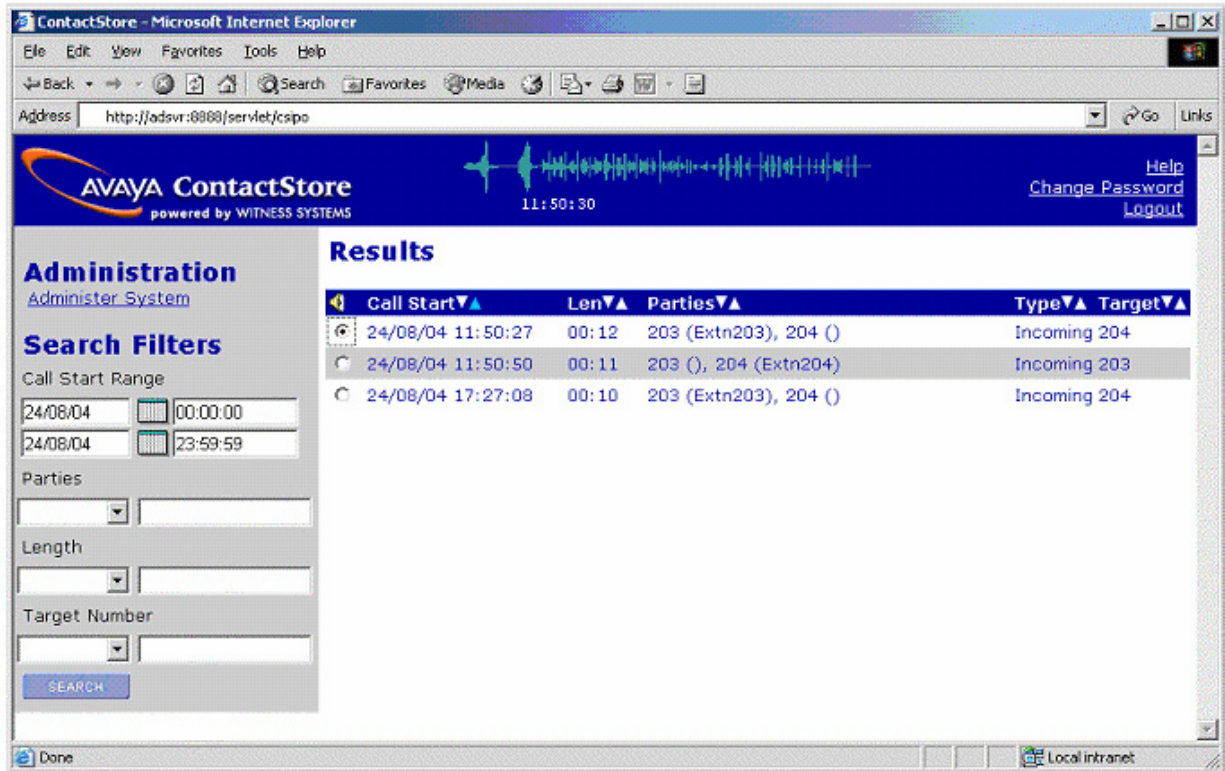 ContactStore - Microsoft Internet Explorer
File Edit View Favorites Tools Help
Back Search Favorites Media
Address http://adsvr:8888/servlet/csipo Go Links
AVAYA ContactStore
powered by WITNESS SYSTEMS
11:50:30
Help
Change Password
Logout
Administration
Administer System
Search Filters
Call Start Range
24/08/04 00:00:00
24/08/04 23:59:59
Parties
Length
Target Number
SEARCH
Results
Call Start▼▲ Len▼▲ Parties▼▲ Type▼▲ Target▼▲
24/08/04 11:50:27 00:12 203 (Extn203), 204 () Incoming 204
24/08/04 11:50:50 00:11 203 (), 204 (Extn204) Incoming 203
24/08/04 17:27:08 00:10 203 (Extn203), 204 () Incoming 204
Done Local intranet